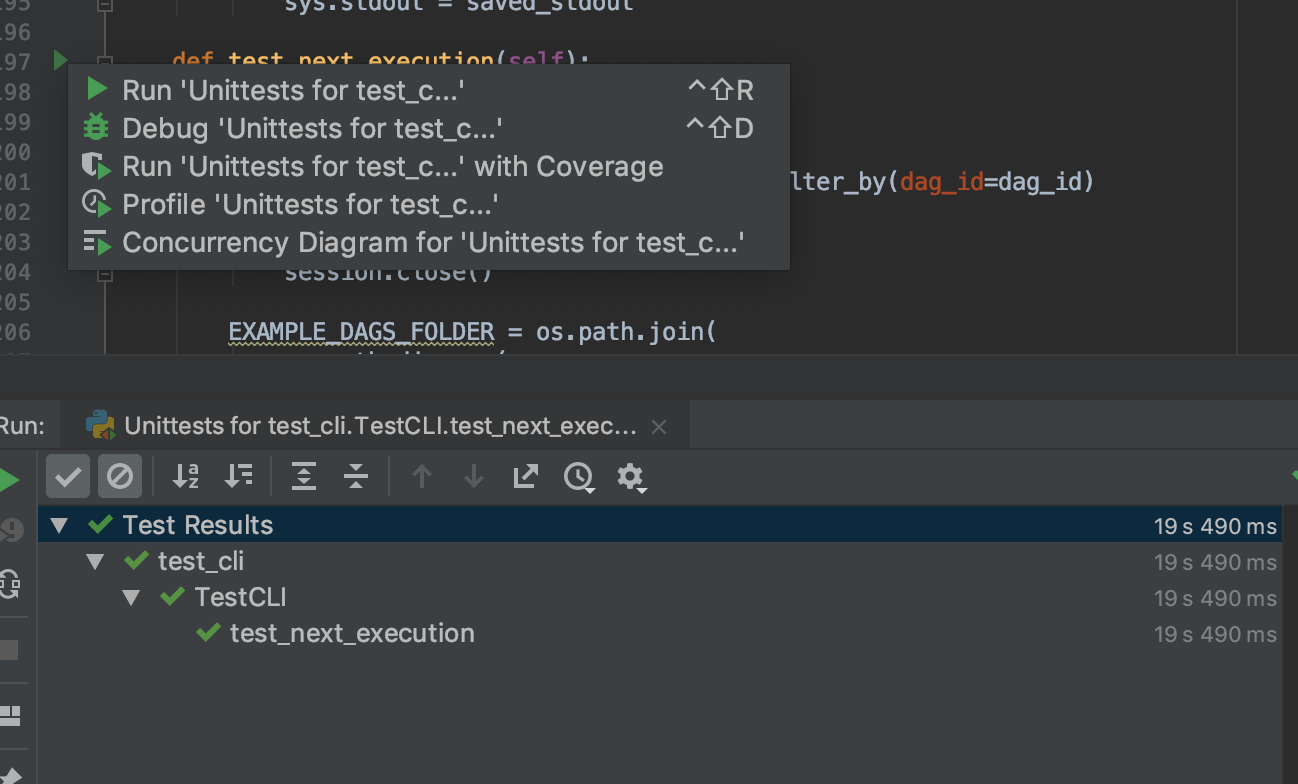 195 sys.stdout = saved_stdout
196
197 def test_next_execution(self):
198 Run 'Unittests for test_c...' ^⇧R
199 Debug 'Unittests for test_c...' ^⇧D
200 Run 'Unittests for test_c...' with Coverage
201 lter_by(dag_id=dag_id)
202 Profile 'Unittests for test_c...'
203 Concurrency Diagram for 'Unittests for test_c...'
204 session.close()
205
206 EXAMPLE_DAGS_FOLDER = os.path.join(
Run: Unittests for test_cli.TestCLI.test_next_exec...
Test Results 19 s 490 ms
test_cli 19 s 490 ms
TestCLI 19 s 490 ms
test_next_execution 19 s 490 ms